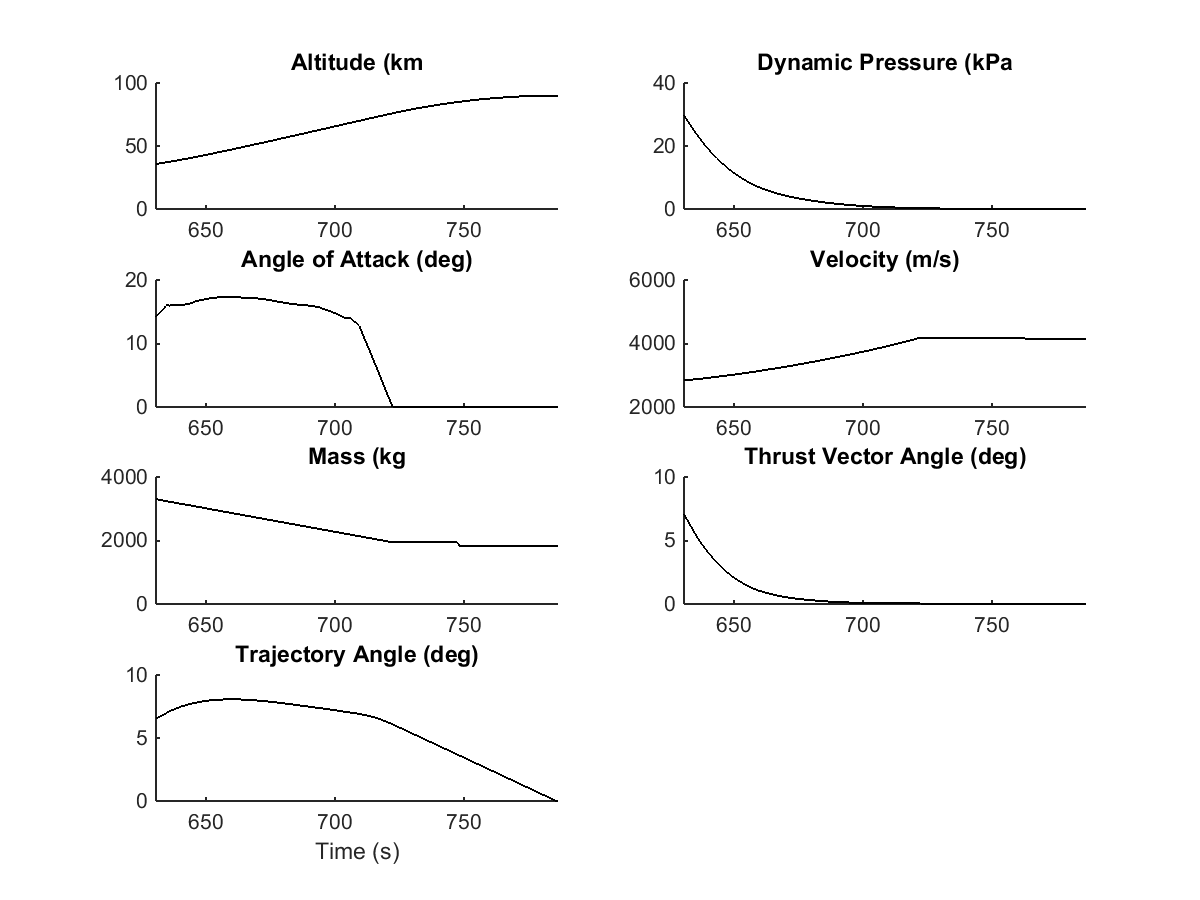 Altitude (km
100
50
0
650 700 750
Dynamic Pressure (kPa
40
20
0
650 700 750
Angle of Attack (deg)
20
10
0
650 700 750
Velocity (m/s)
6000
4000
2000
650 700 750
Mass (kg
4000
2000
0
650 700 750
Thrust Vector Angle (deg)
10
5
0
650 700 750
Trajectory Angle (deg)
10
5
0
650 700 750
Time (s)